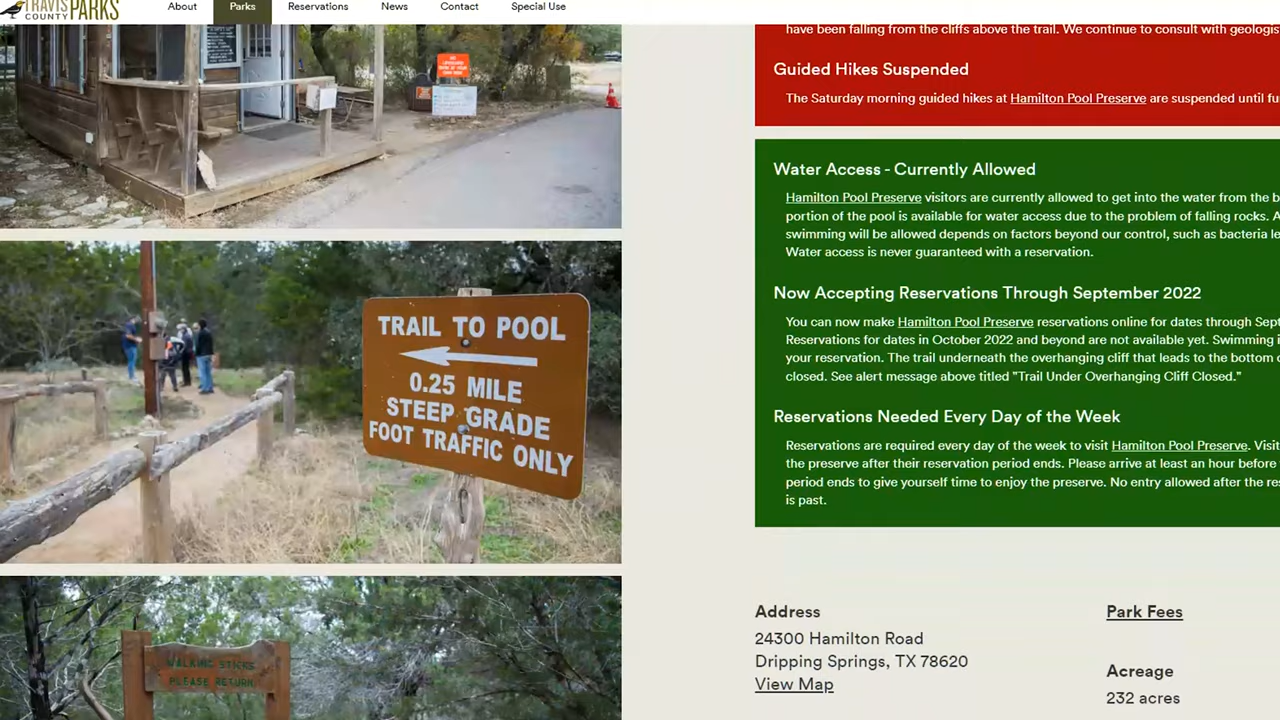 TRAVIS
COUNTY PARKS
About
Parks
Reservations
News
Contact
Special Use
have been falling from the cliffs above the trail. We continue to consult with geologis
Guided Hikes Suspended
The Saturday morning guided hikes at Hamilton Pool Preserve are suspended until fu
Water Access - Currently Allowed
Hamilton Pool Preserve visitors are currently allowed to get into the water from the b
portion of the pool is available for water access due to the problem of falling rocks. A
swimming will be allowed depends on factors beyond our control, such as bacteria le
Water access is never guaranteed with a reservation.
Now Accepting Reservations Through September 2022
You can now make Hamilton Pool Preserve reservations online for dates through Sept
Reservations for dates in October 2022 and beyond are not available yet. Swimming i
your reservation. The trail underneath the overhanging cliff that leads to the bottom o
closed. See alert message above titled "Trail Under Overhanging Cliff Closed."
Reservations Needed Every Day of the Week
Reservations are required every day of the week to visit Hamilton Pool Preserve. Visit
the preserve after their reservation period ends. Please arrive at least an hour before
period ends to give yourself time to enjoy the preserve. No entry allowed after the res
is past.
TRAIL TO POOL
0.25 MILE
STEEP GRADE
FOOT TRAFFIC ONLY
WALKING STICKS
PLEASE RETURN
Address
24300 Hamilton Road
Dripping Springs, TX 78620
View Map
Park Fees
Acreage
232 acres